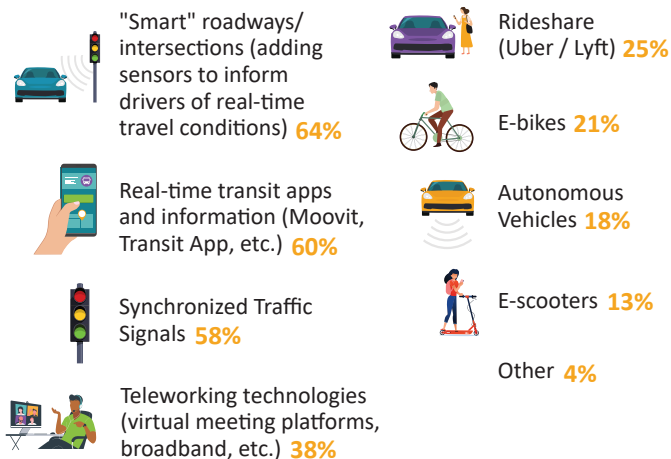 "Smart" roadways/
intersections (adding
sensors to inform
drivers of real-time
travel conditions) 64%
Real-time transit apps
and information (Moovit,
Transit App, etc.) 60%
Synchronized Traffic
Signals 58%
Teleworking technologies
(virtual meeting platforms,
broadband, etc.) 38%
Rideshare
(Uber / Lyft) 25%
E-bikes 21%
Autonomous
Vehicles 18%
E-scooters 13%
Other 4%